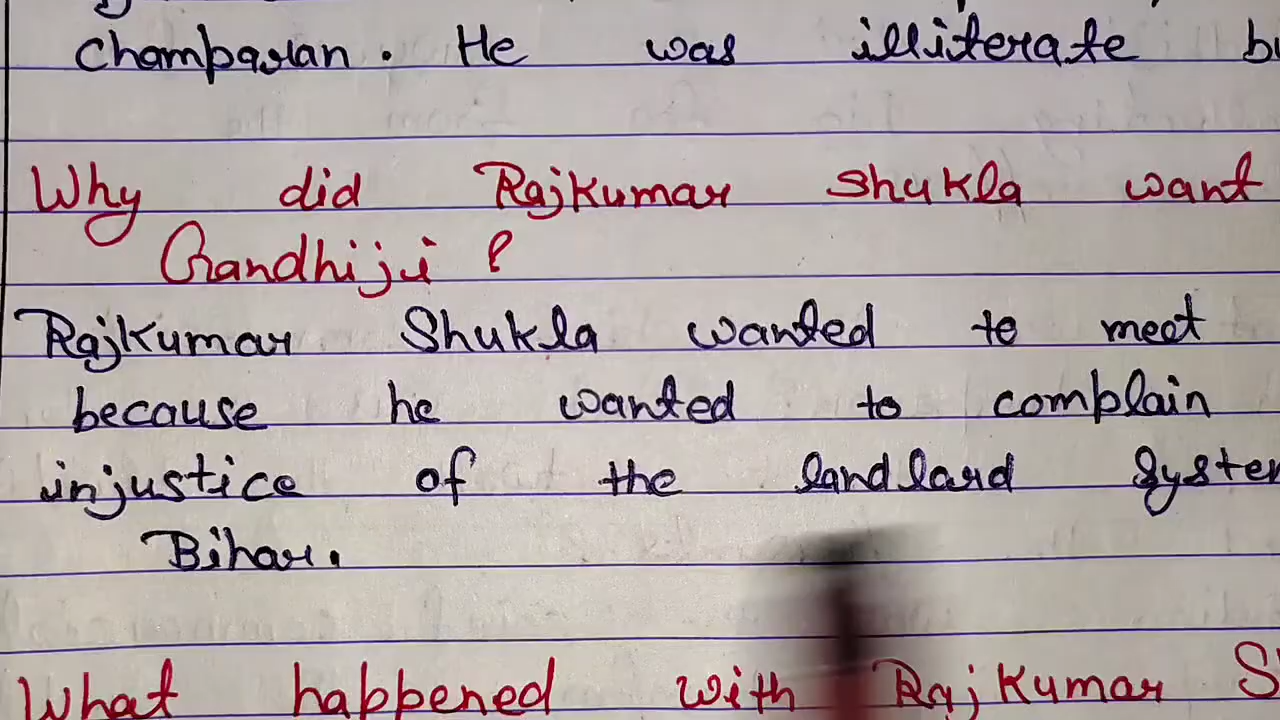 Champaran. He was illiterate
Why did Rajkumar Shukla want
Gandhiji ?
Rajkumar Shukla wanted to meet
because he wanted to complain
injustice of the landlard
Bihar.
What happened with Rajkumar